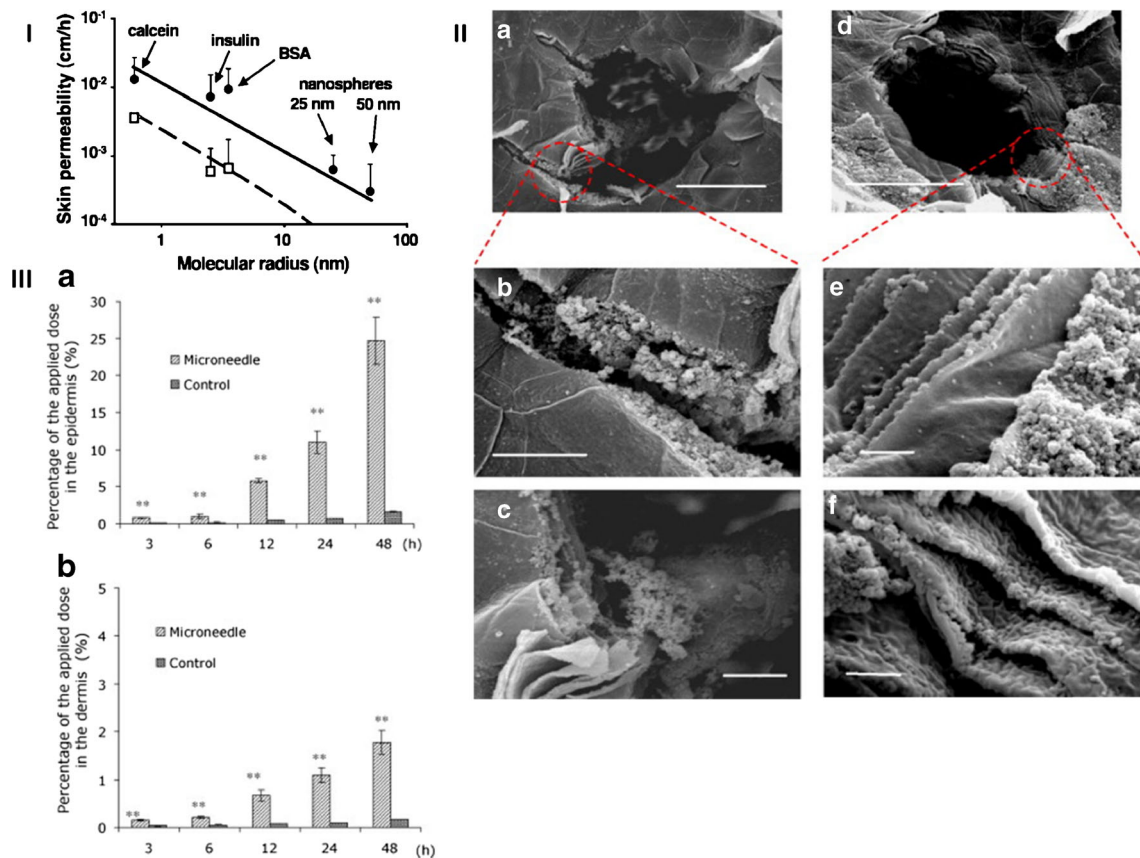 I
Skin permeability (cm/h)
10-1
10-2
10-3
10-4
calcein
insulin
BSA
nanospheres
25 nm
50 nm
1
10
100
Molecular radius (nm)
II
a
d
b
e
c
f
III
a
Percentage of the applied dose
in the epidermis (%)
30
25
20
15
10
5
0
Microneedle
Control
**
**
**
**
**
3 6 12 24 48 (h)
b
Percentage of the applied dose
in the dermis (%)
5
4
3
2
1
0
Microneedle
Control
**
**
**
**
**
3 6 12 24 48 (h)